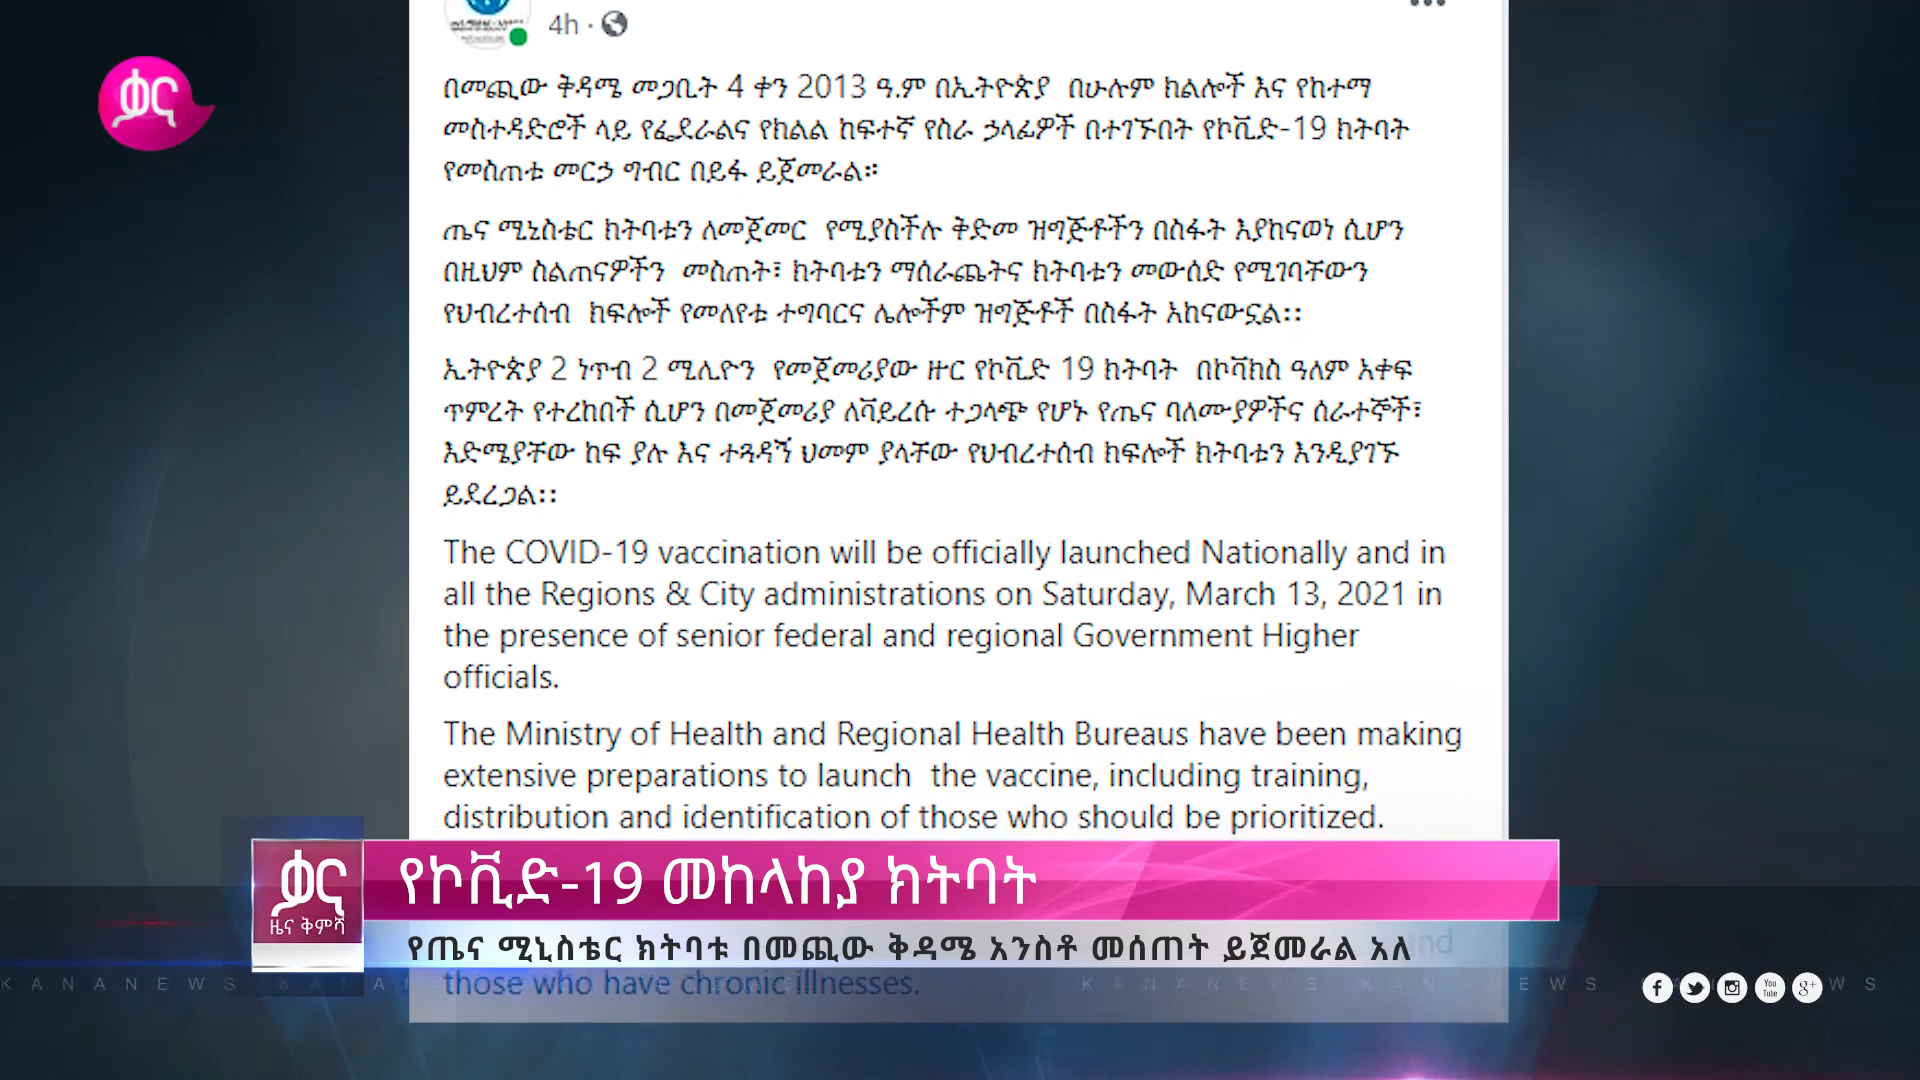 4h ·
ቃና
በመጪው ቅዳሜ መጋቢት 4 ቀን 2013 ዓ.ም በኢትዮጵያ በሁሉም ክልሎች እና የከተማ
መስተዳድሮች ላይ የፌደራልና የክልል ከፍተኛ የስራ ኃላፊዎች በተገኙበት የኮቪድ-19 ክትባት
የመስጠቱ መርኃ ግብር በይፋ ይጀመራል።
ጤና ሚኒስቴር ክትባቱን ለመጀመር የሚያስችሉ ቅድመ ዝግጅቶችን በስፋት እያከናወነ ሲሆን
በዚህም ስልጠናዎችን መስጠት፣ ክትባቱን ማሰራጨትና ክትባቱን መውሰድ የሚገባቸውን
የህብረተሰብ ክፍሎች የመለየቱ ተግባርና ሌሎችም ዝግጅቶች በስፋት አከናውኗል፡፡
ኢትዮጵያ 2 ነጥብ 2 ሚሊዮን የመጀመሪያው ዙር የኮቪድ 19 ክትባት በኮቫክስ ዓለም አቀፍ
ጥምረት የተረከበች ሲሆን በመጀመሪያ ለቫይረሱ ተጋላጭ የሆኑ የጤና ባለሙያዎችና ሰራተኞች፣
እድሜያቸው ከፍ ያሉ እና ተጓዳኝ ህመም ያላቸው የህብረተሰብ ክፍሎች ክትባቱን እንዲያገኙ
ይደረጋል፡፡
The COVID-19 vaccination will be officially launched Nationally and in
all the Regions & City administrations on Saturday, March 13, 2021 in
the presence of senior federal and regional Government Higher
officials.
The Ministry of Health and Regional Health Bureaus have been making
extensive preparations to launch the vaccine, including training,
distribution and identification of those who should be prioritized.
ቃና
ዜና ቅምሻ
የኮቪድ-19 መከላከያ ክትባት
የጤና ሚኒስቴር ክትባቱ በመጪው ቅዳሜ አንስቶ መሰጠት ይጀመራል አለ
those who have chronic illnesses.
KANANEWS
You Tube